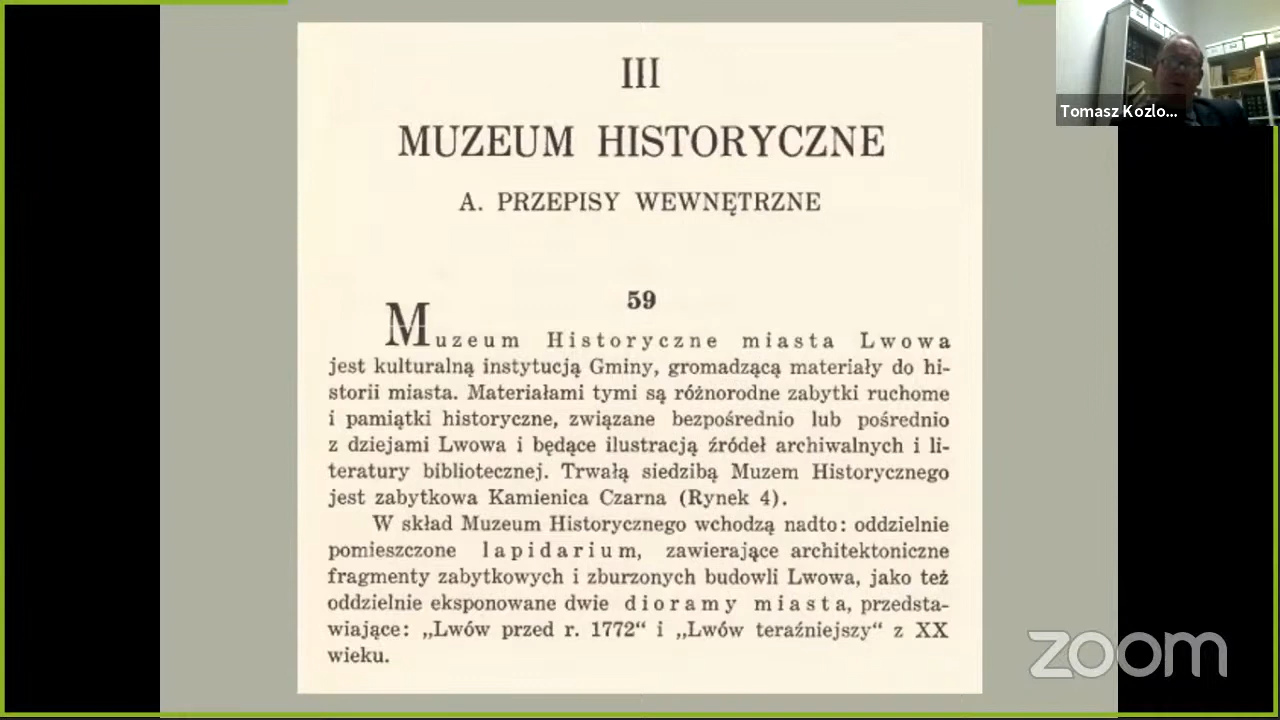 III
MUZEUM HISTORYCZNE
A. PRZEPISY WEWNĘTRZNE
59
Muzeum Historyczne miasta Lwowa
jest kulturalną instytucją Gminy, gromadzącą materiały do hi-
storii miasta. Materiałami tymi są różnorodne zabytki ruchome
i pamiątki historyczne, związane bezpośrednio lub pośrednio
z dziejami Lwowa i będące ilustracją źródeł archiwalnych i li-
teratury bibliotecznej. Trwałą siedzibą Muzem Historycznego
jest zabytkowa Kamienica Czarna (Rynek 4).
W skład Muzeum Historycznego wchodzą nadto: oddzielnie
pomieszczone lapidarium, zawierające architektoniczne
fragmenty zabytkowych i zburzonych budowli Lwowa, jako też
oddzielnie eksponowane dwie dioramy miasta, przedsta-
wiające: „Lwów przed r. 1772“ i „Lwów teraźniejszy“ z XX
wieku.
Tomasz Kozlo...
zoom